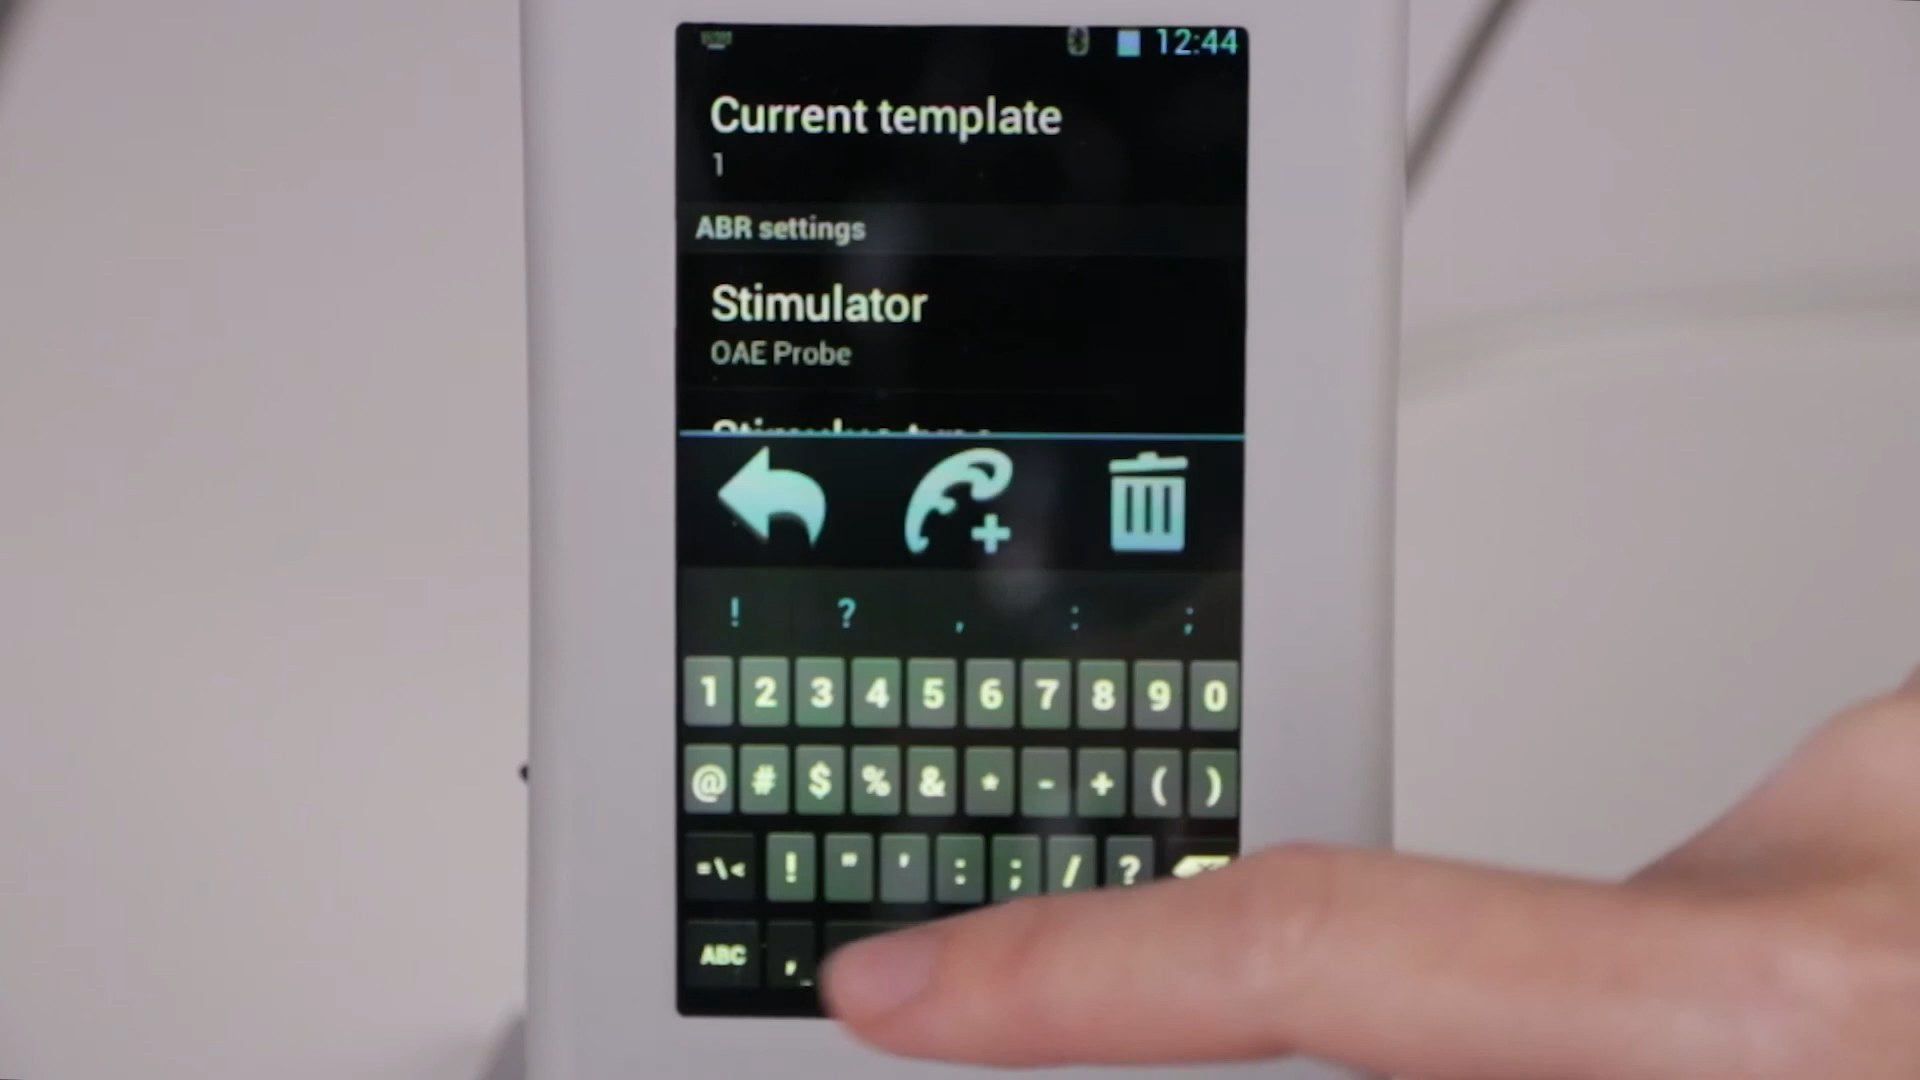 12:44
Current template
1
ABR settings
Stimulator
OAE Probe
! ? , : ;
1 2 3 4 5 6 7 8 9 0
@ # $ % & * - + ( )
=\< ! " ' : ; / ?
ABC ,